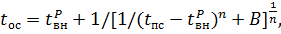 t_ос = t_вн^P + 1/[1/(t_пс − t_вн^P)^n + B]^(1/n),